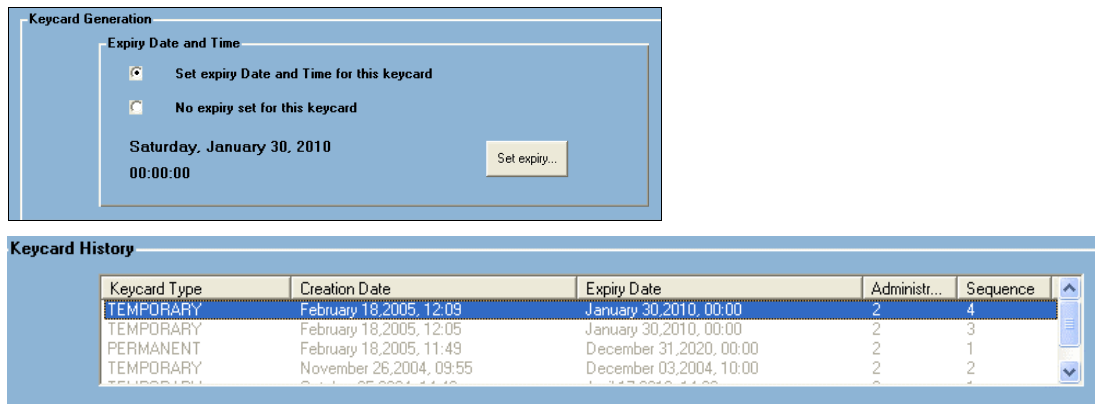 Keycard Generation
Expiry Date and Time
Set expiry Date and Time for this keycard
No expiry set for this keycard
Saturday, January 30, 2010
00:00:00
Set expiry...
Keycard History
Keycard Type Creation Date Expiry Date Administr... Sequence
TEMPORARY February 18,2005, 12:09 January 30,2010, 00:00 2 4
TEMPORARY February 18,2005, 12:05 January 30,2010, 00:00 2 3
PERMANENT February 18,2005, 11:49 December 31,2020, 00:00 2 1
TEMPORARY November 26,2004, 09:55 December 03,2004, 10:00 2 2